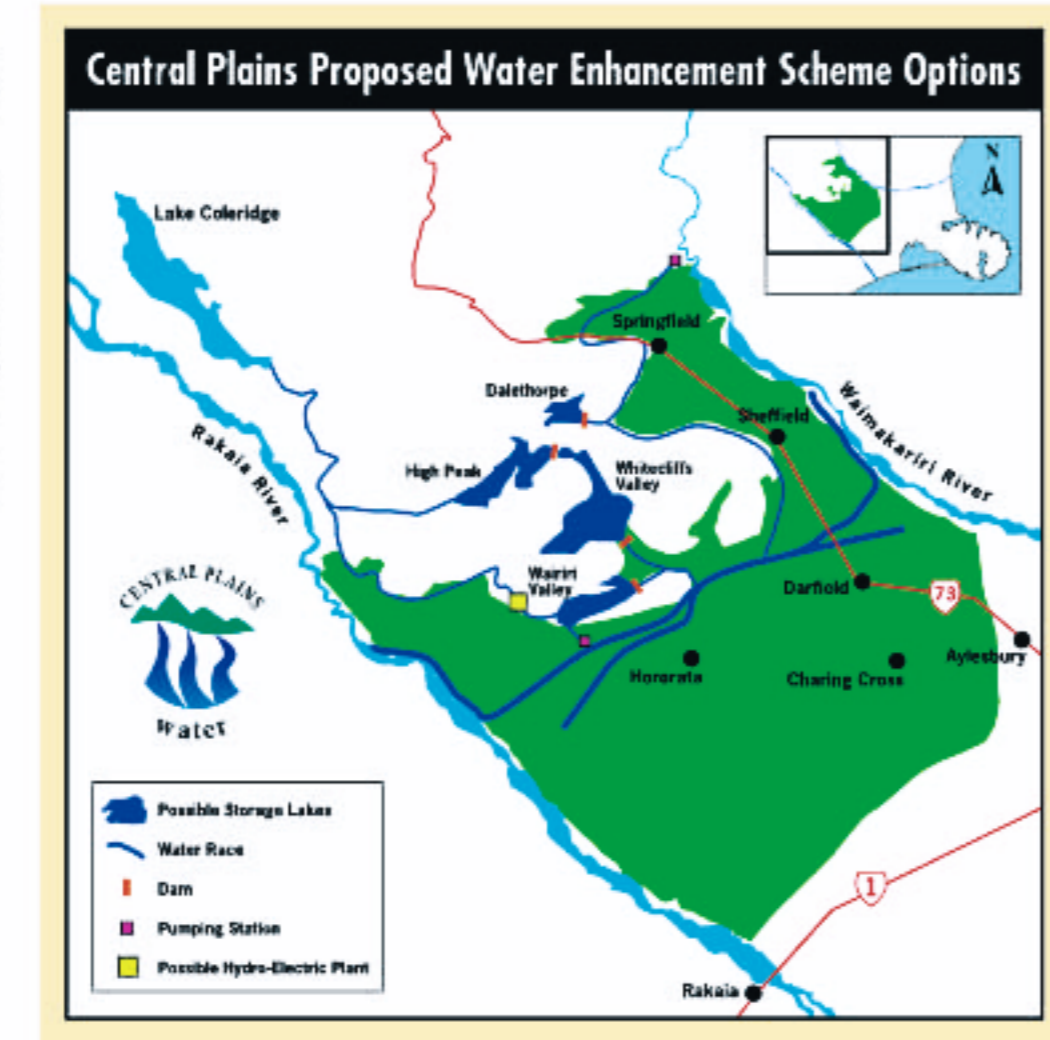 Central Plains Proposed Water Enhancement Scheme Options
N
Lake Coleridge
Springfield
Dalethorpe
Sheffield
Waimakariri River
Rakaia River
High Peak
Whitecliffs
Valley
Wairiri
Valley
Darfield
73
Aylesbury
Hororata
Charing Cross
CENTRAL PLAINS
Water
Possible Storage Lakes
Water Race
Dam
Pumping Station
Possible Hydro-Electric Plant
1
Rakaia